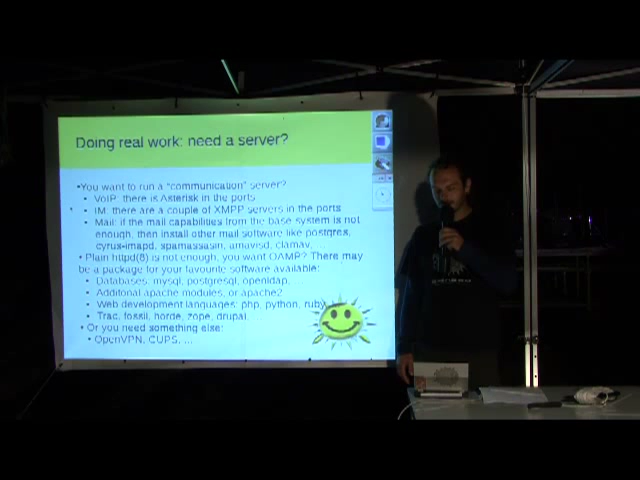 Doing real work: need a server?
•You want to run a "communication" server?
• VoIP: there is Asterisk in the ports
• IM: there are a couple of XMPP servers in the ports
• Mail: if the mail capabilities from the base system is not
enough, then install other mail software like postgres,
cyrus-imapd, spamassasin, amavisd, clamav, ...
• Plain httpd(8) is not enough, you want OAMP? There may
be a package for your favourite software available:
• Databases: mysql, postgresql, openldap,
• Additonal apache modules, or apache2
• Web development languages: php, python, ruby
• Trac, fossil, horde, zope, drupal.
• Or you need something else:
• OpenVPN, CUPS, ...